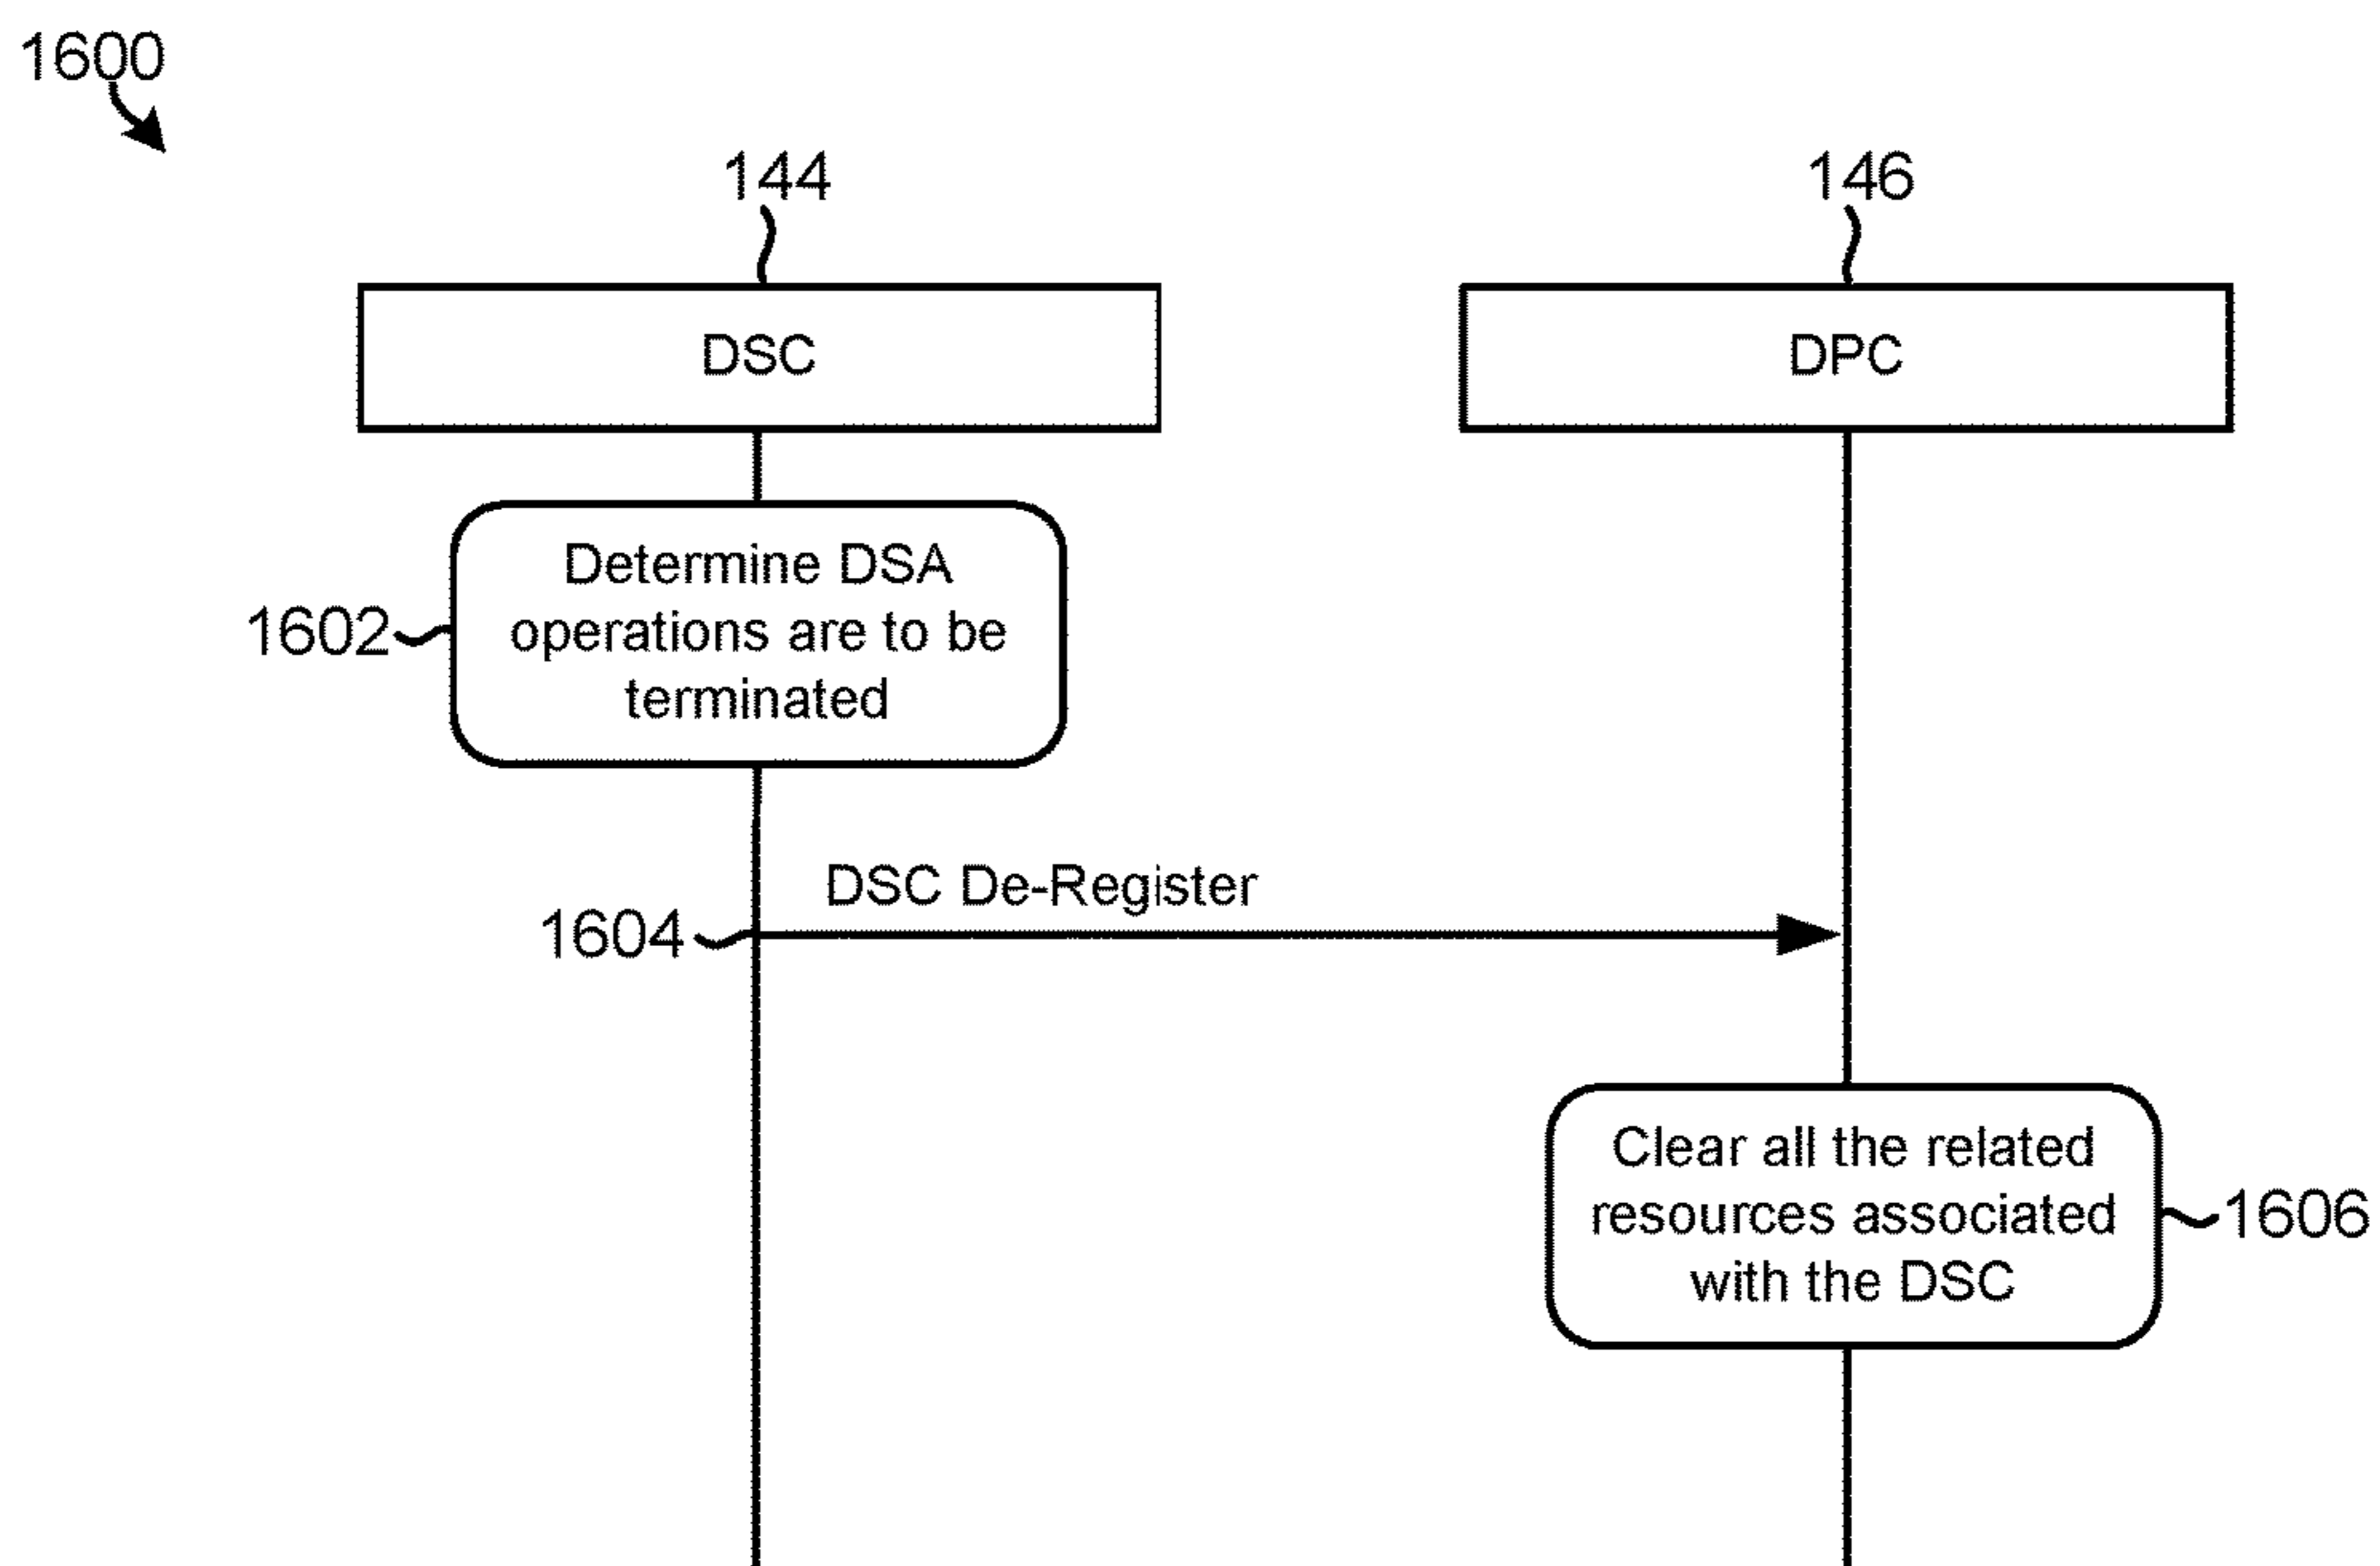 1600
144
146
DSC
DPC
Determine DSA
operations are to be
terminated
1602
DSC De-Register
1604
Clear all the related
resources associated
with the DSC
1606